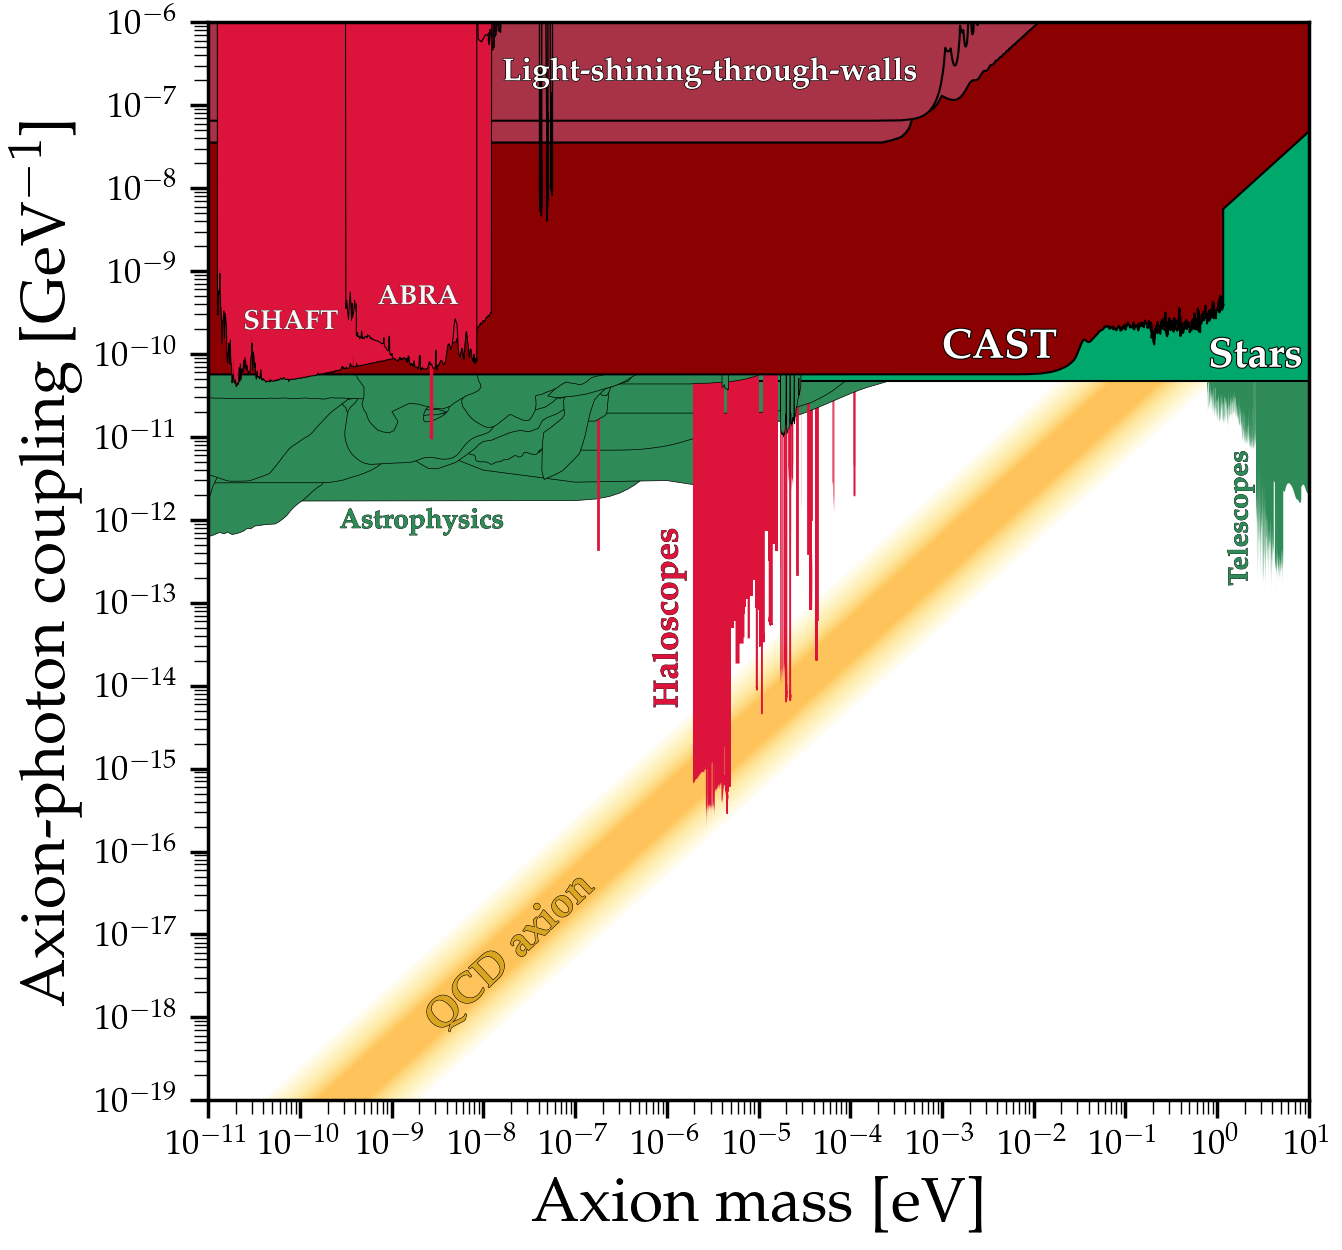 Axion-photon coupling [GeV⁻¹]
10⁻⁶
10⁻⁷
10⁻⁸
10⁻⁹
10⁻¹⁰
10⁻¹¹
10⁻¹²
10⁻¹³
10⁻¹⁴
10⁻¹⁵
10⁻¹⁶
10⁻¹⁷
10⁻¹⁸
10⁻¹⁹
Light-shining-through-walls
ABRA
SHAFT
CAST
Stars
Astrophysics
Telescopes
Haloscopes
QCD axion
10⁻¹¹ 10⁻¹⁰ 10⁻⁹ 10⁻⁸ 10⁻⁷ 10⁻⁶ 10⁻⁵ 10⁻⁴ 10⁻³ 10⁻² 10⁻¹ 10⁰ 10¹
Axion mass [eV]